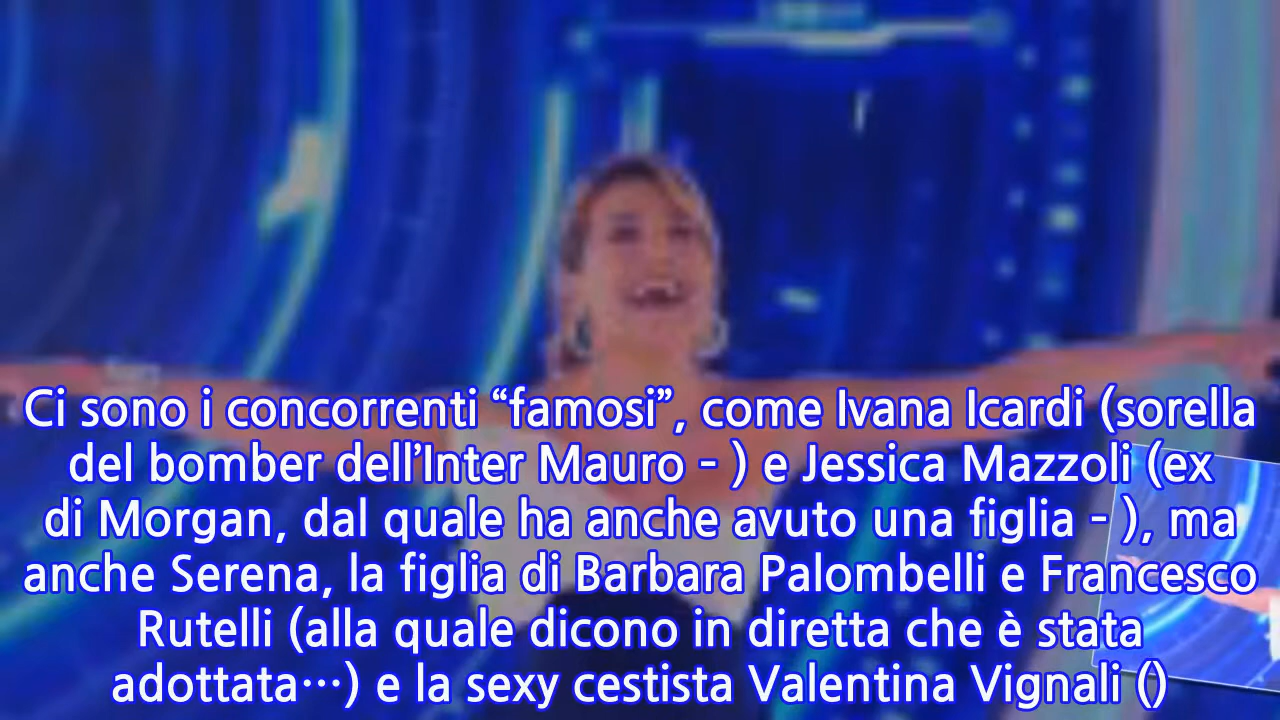 Ci sono i concorrenti “famosi”, come Ivana Icardi (sorella
del bomber dell’Inter Mauro - ) e Jessica Mazzoli (ex
di Morgan, dal quale ha anche avuto una figlia - ), ma
anche Serena, la figlia di Barbara Palombelli e Francesco
Rutelli (alla quale dicono in diretta che è stata
adottata…) e la sexy cestista Valentina Vignali ()